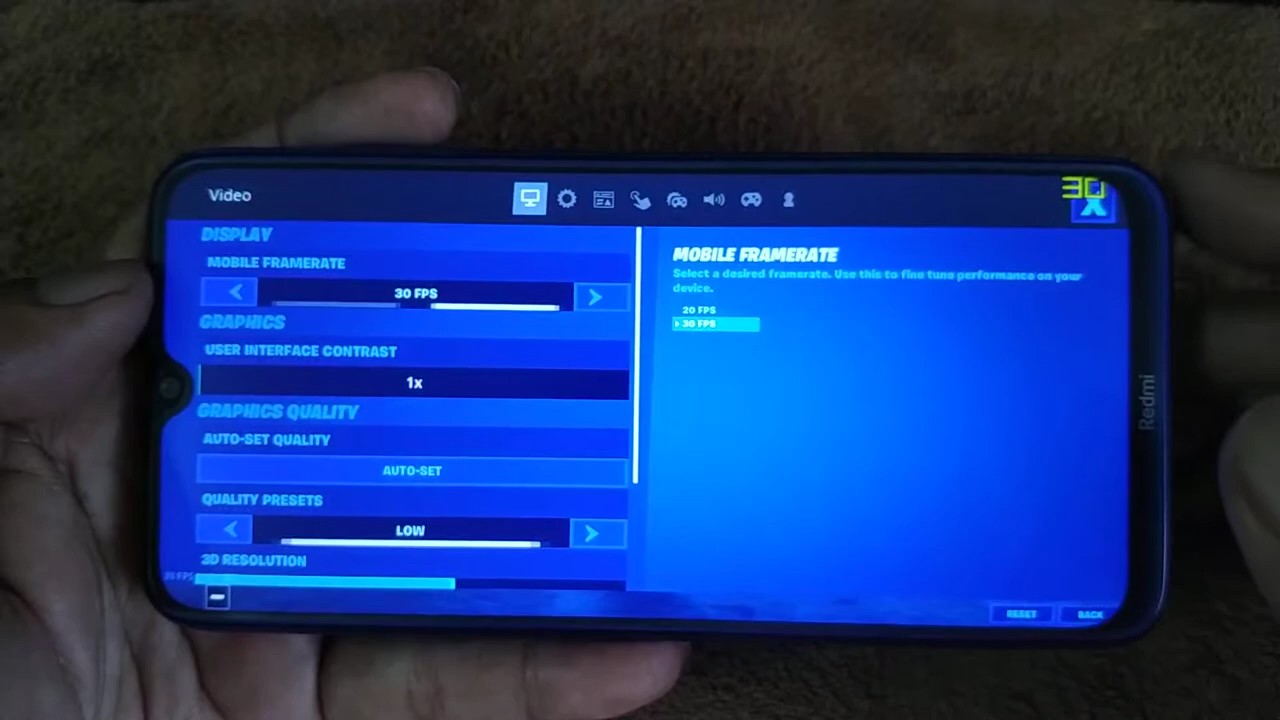 Video
30
X
DISPLAY
MOBILE FRAMERATE
30 FPS
GRAPHICS
USER INTERFACE CONTRAST
1x
GRAPHICS QUALITY
AUTO-SET QUALITY
AUTO-SET
QUALITY PRESETS
LOW
3D RESOLUTION
MOBILE FRAMERATE
Select a desired framerate. Use this to fine tune performance on your
device.
20 FPS
30 FPS
RESET
BACK
Redmi